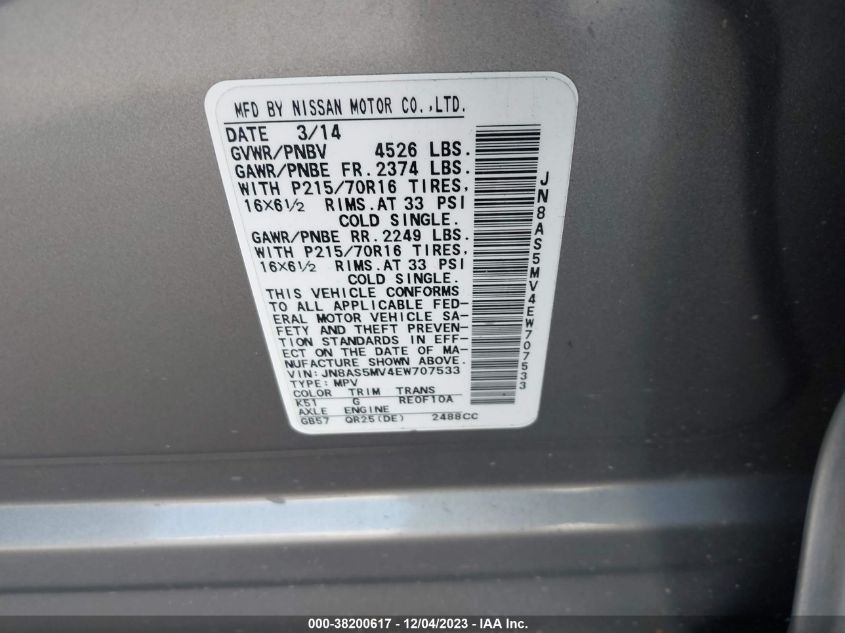 MFD BY NISSAN MOTOR CO.,LTD.
DATE 3/14
GVWR/PNBV 4526 LBS.
GAWR/PNBE FR. 2374 LBS.
WITH P215/70R16 TIRES,
16×6½ RIMS.AT 33 PSI
COLD SINGLE.
GAWR/PNBE RR. 2249 LBS.
WITH P215/70R16 TIRES,
16×6½ RIMS.AT 33 PSI
COLD SINGLE.
THIS VEHICLE CONFORMS
TO ALL APPLICABLE FED-
ERAL MOTOR VEHICLE SA-
FETY AND THEFT PREVEN-
TION STANDARDS IN EFF-
ECT ON THE DATE OF MA-
NUFACTURE SHOWN ABOVE.
VIN: JN8AS5MV4EW707533
TYPE: MPV
COLOR TRIM TRANS
K51 G RE0F10A
AXLE ENGINE
GB57 QR25(DE) 2488CC
JN8AS5MV4EW707533
000-38200617 - 12/04/2023 - Copyright © IAA, Inc.